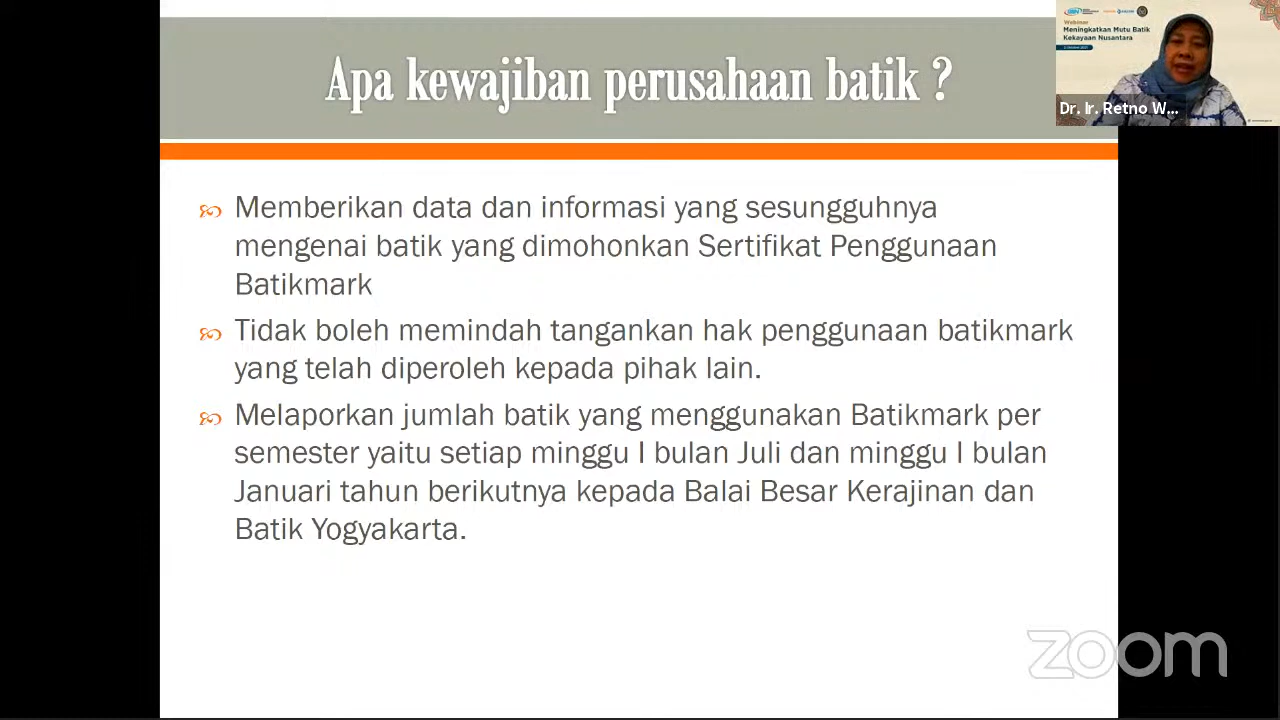 Apa kewajiban perusahaan batik ?
Webinar
Meningkatkan Mutu Batik
Kekayaan Nusantara
Dr. Ir. Retno W...
Memberikan data dan informasi yang sesungguhnya
mengenai batik yang dimohonkan Sertifikat Penggunaan
Batikmark
Tidak boleh memindah tangankan hak penggunaan batikmark
yang telah diperoleh kepada pihak lain.
Melaporkan jumlah batik yang menggunakan Batikmark per
semester yaitu setiap minggu I bulan Juli dan minggu I bulan
Januari tahun berikutnya kepada Balai Besar Kerajinan dan
Batik Yogyakarta.
zoom